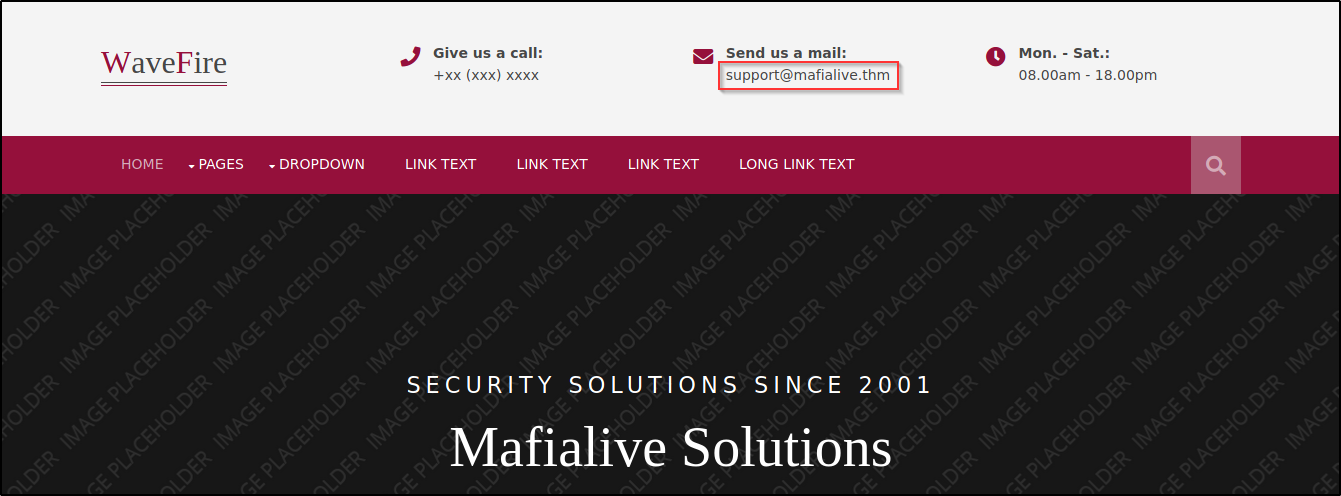 WaveFire
Give us a call:
+xx (xxx) xxxx
Send us a mail:
support@mafialive.thm
Mon. - Sat.:
08.00am - 18.00pm
HOME PAGES DROPDOWN LINK TEXT LINK TEXT LINK TEXT LONG LINK TEXT
IMAGE PLACEHOLDER
SECURITY SOLUTIONS SINCE 2001
Mafialive Solutions